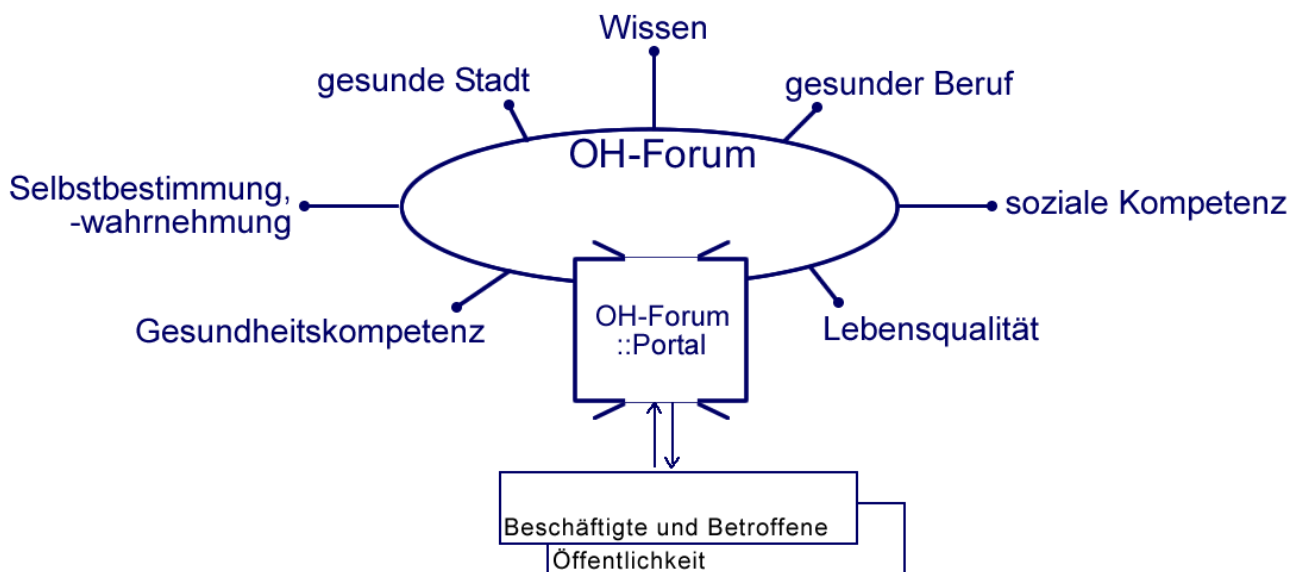 Wissen
gesunde Stadt
gesunder Beruf
OH-Forum
Selbstbestimmung,
-wahrnehmung
soziale Kompetenz
Gesundheitskompetenz
OH-Forum
::Portal
Lebensqualität
Beschäftigte und Betroffene
Öffentlichkeit